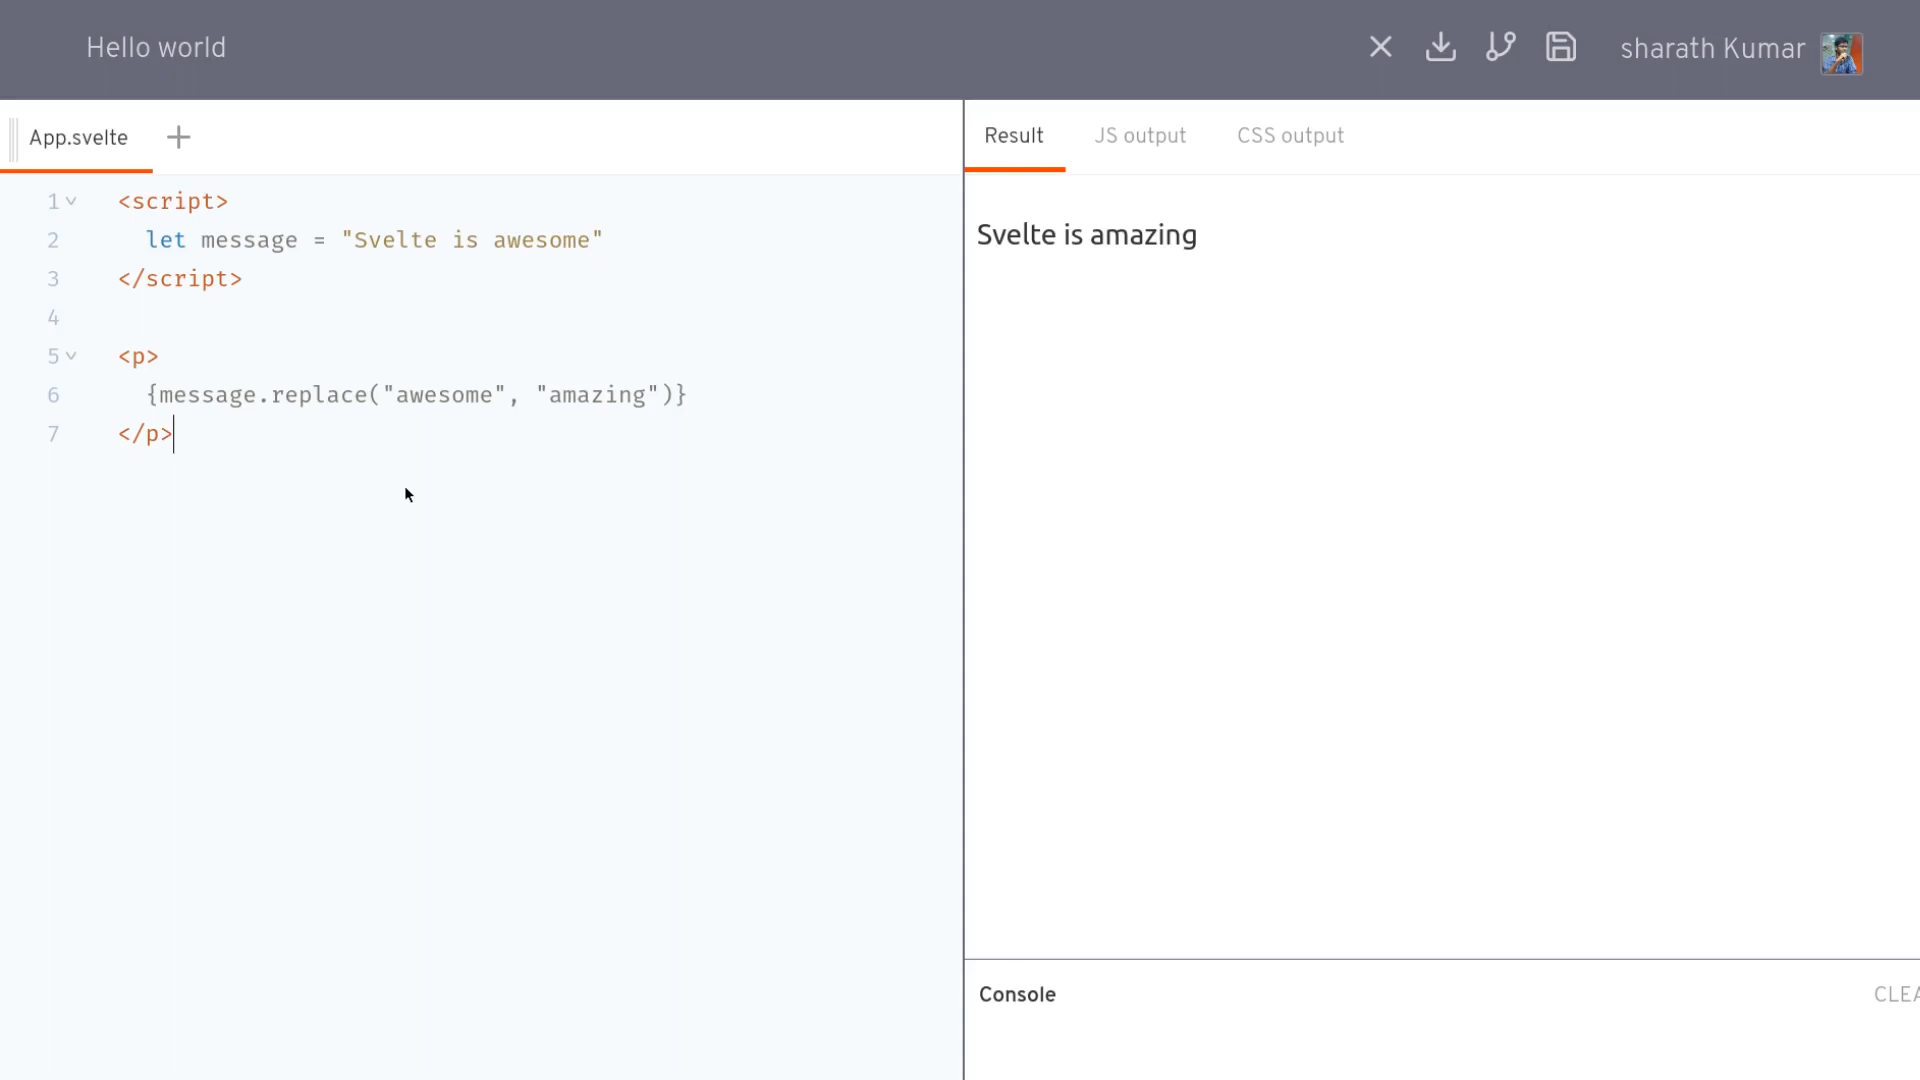 Hello world
sharath Kumar
App.svelte
Result JS output CSS output
1 <script>
2 let message = "Svelte is awesome"
3 </script>
4
5 <p>
6 {message.replace("awesome", "amazing")}
7 </p>
Svelte is amazing
Console
CLEA